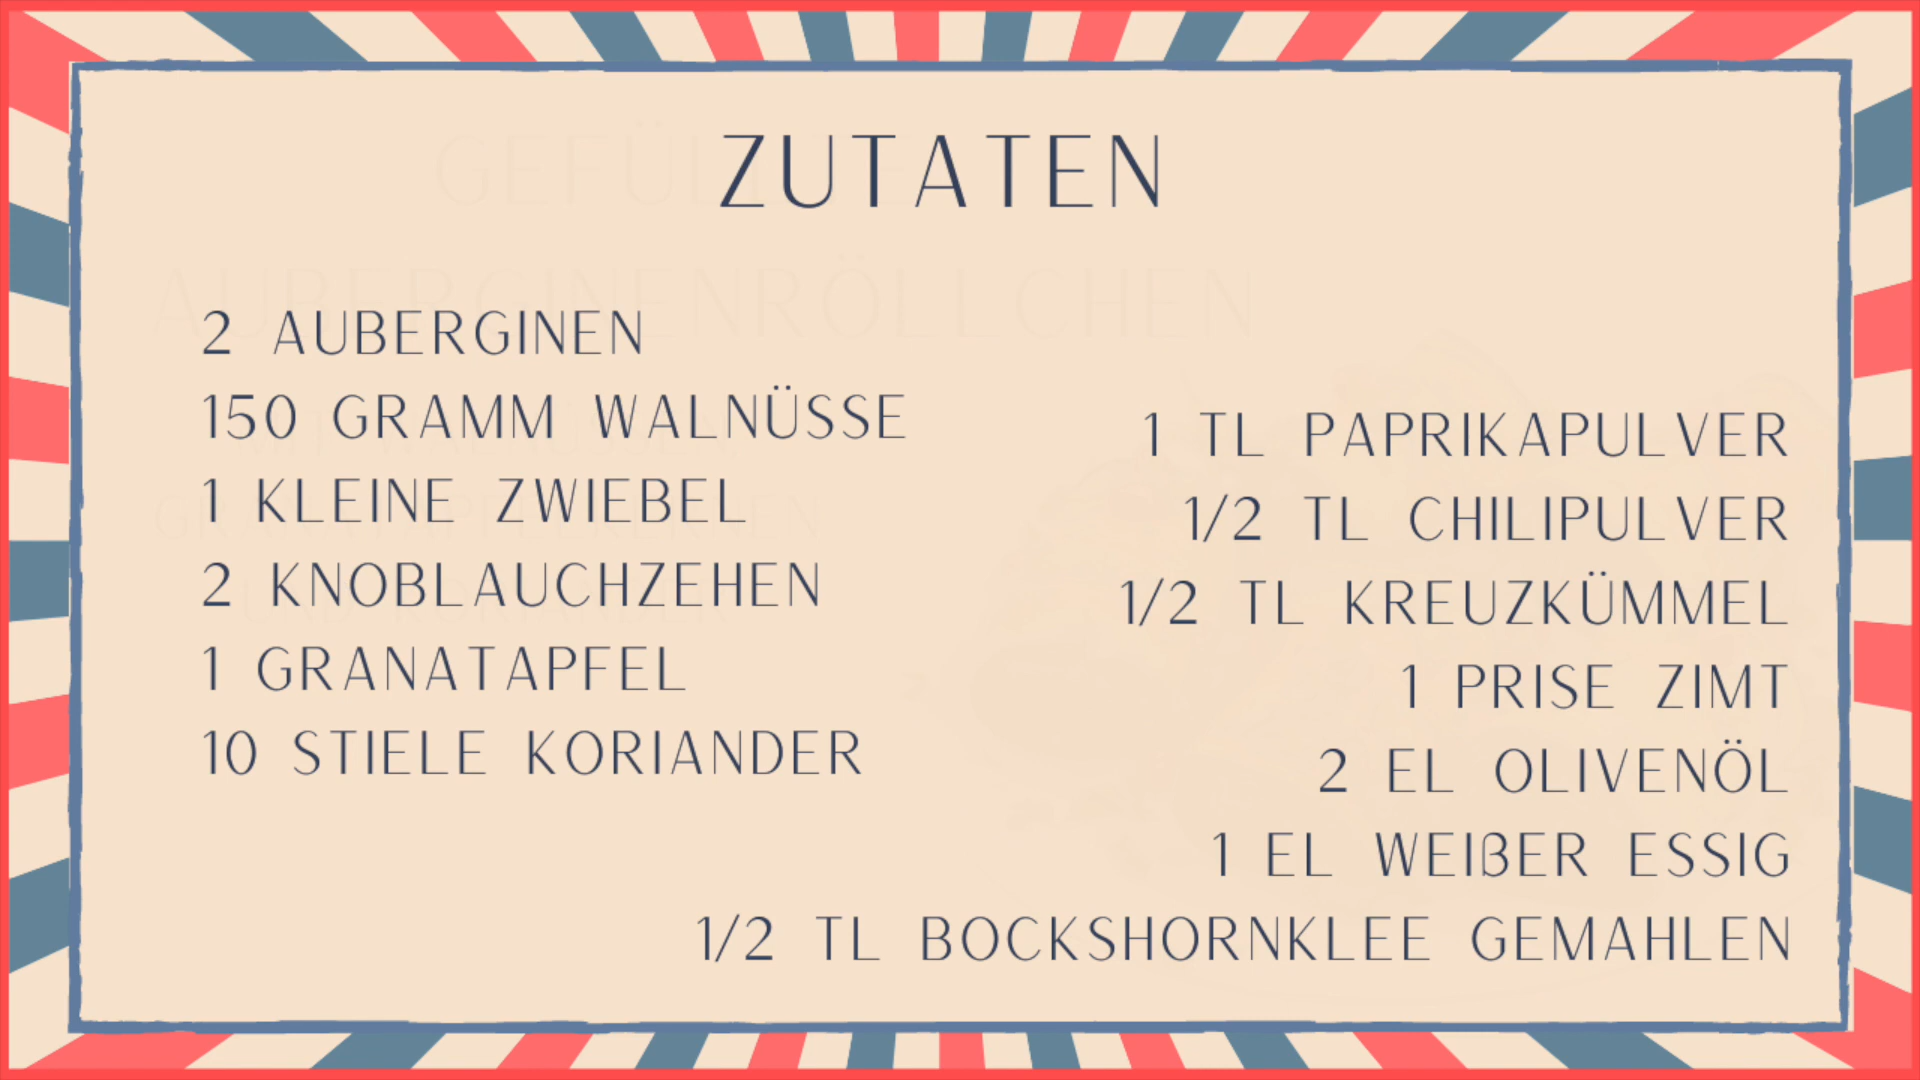 ZUTATEN
2 AUBERGINEN
150 GRAMM WALNÜSSE
1 KLEINE ZWIEBEL
2 KNOBLAUCHZEHEN
1 GRANATAPFEL
10 STIELE KORIANDER
1 TL PAPRIKAPULVER
1/2 TL CHILIPULVER
1/2 TL KREUZKÜMMEL
1 PRISE ZIMT
2 EL OLIVENÖL
1 EL WEIßER ESSIG
1/2 TL BOCKSHORNKLEE GEMAHLEN